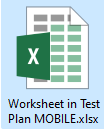 X
Worksheet in Test
Plan MOBILE.xlsx